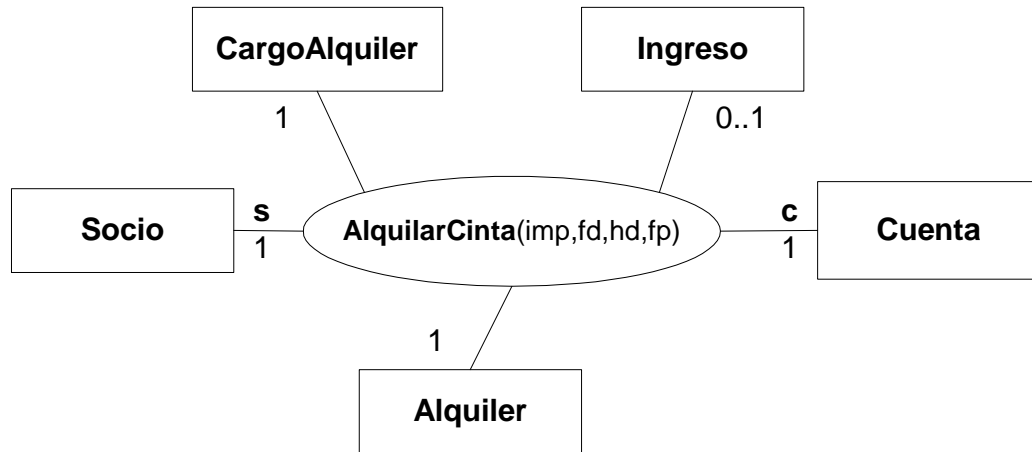 CargoAlquiler
Ingreso
1
0..1
Socio
s
1
AlquilarCinta(imp,fd,hd,fp)
c
1
Cuenta
1
Alquiler